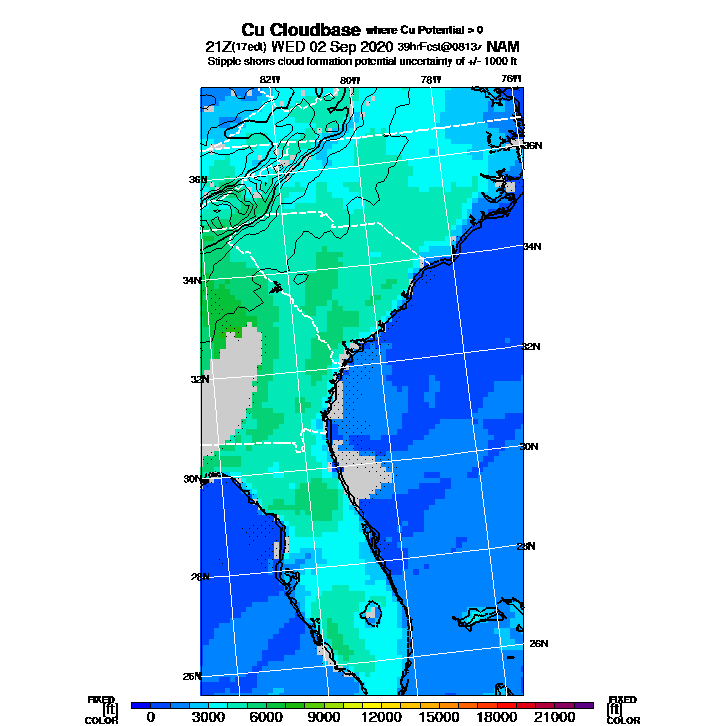 Cu Cloudbase where Cu Potential > 0
21Z(17edt) WED 02 Sep 2020 39hrFcst@0813z NAM
Stipple shows cloud formation potential uncertainty of +/- 1000 ft
82W 80W 78W 76W
36N
36N
34N
34N
32N
32N
30N
30N
28N
28N
26N
26N
FIXED FIXED
[ft] 0 3000 6000 9000 12000 15000 18000 21000 [ft]
COLOR COLOR